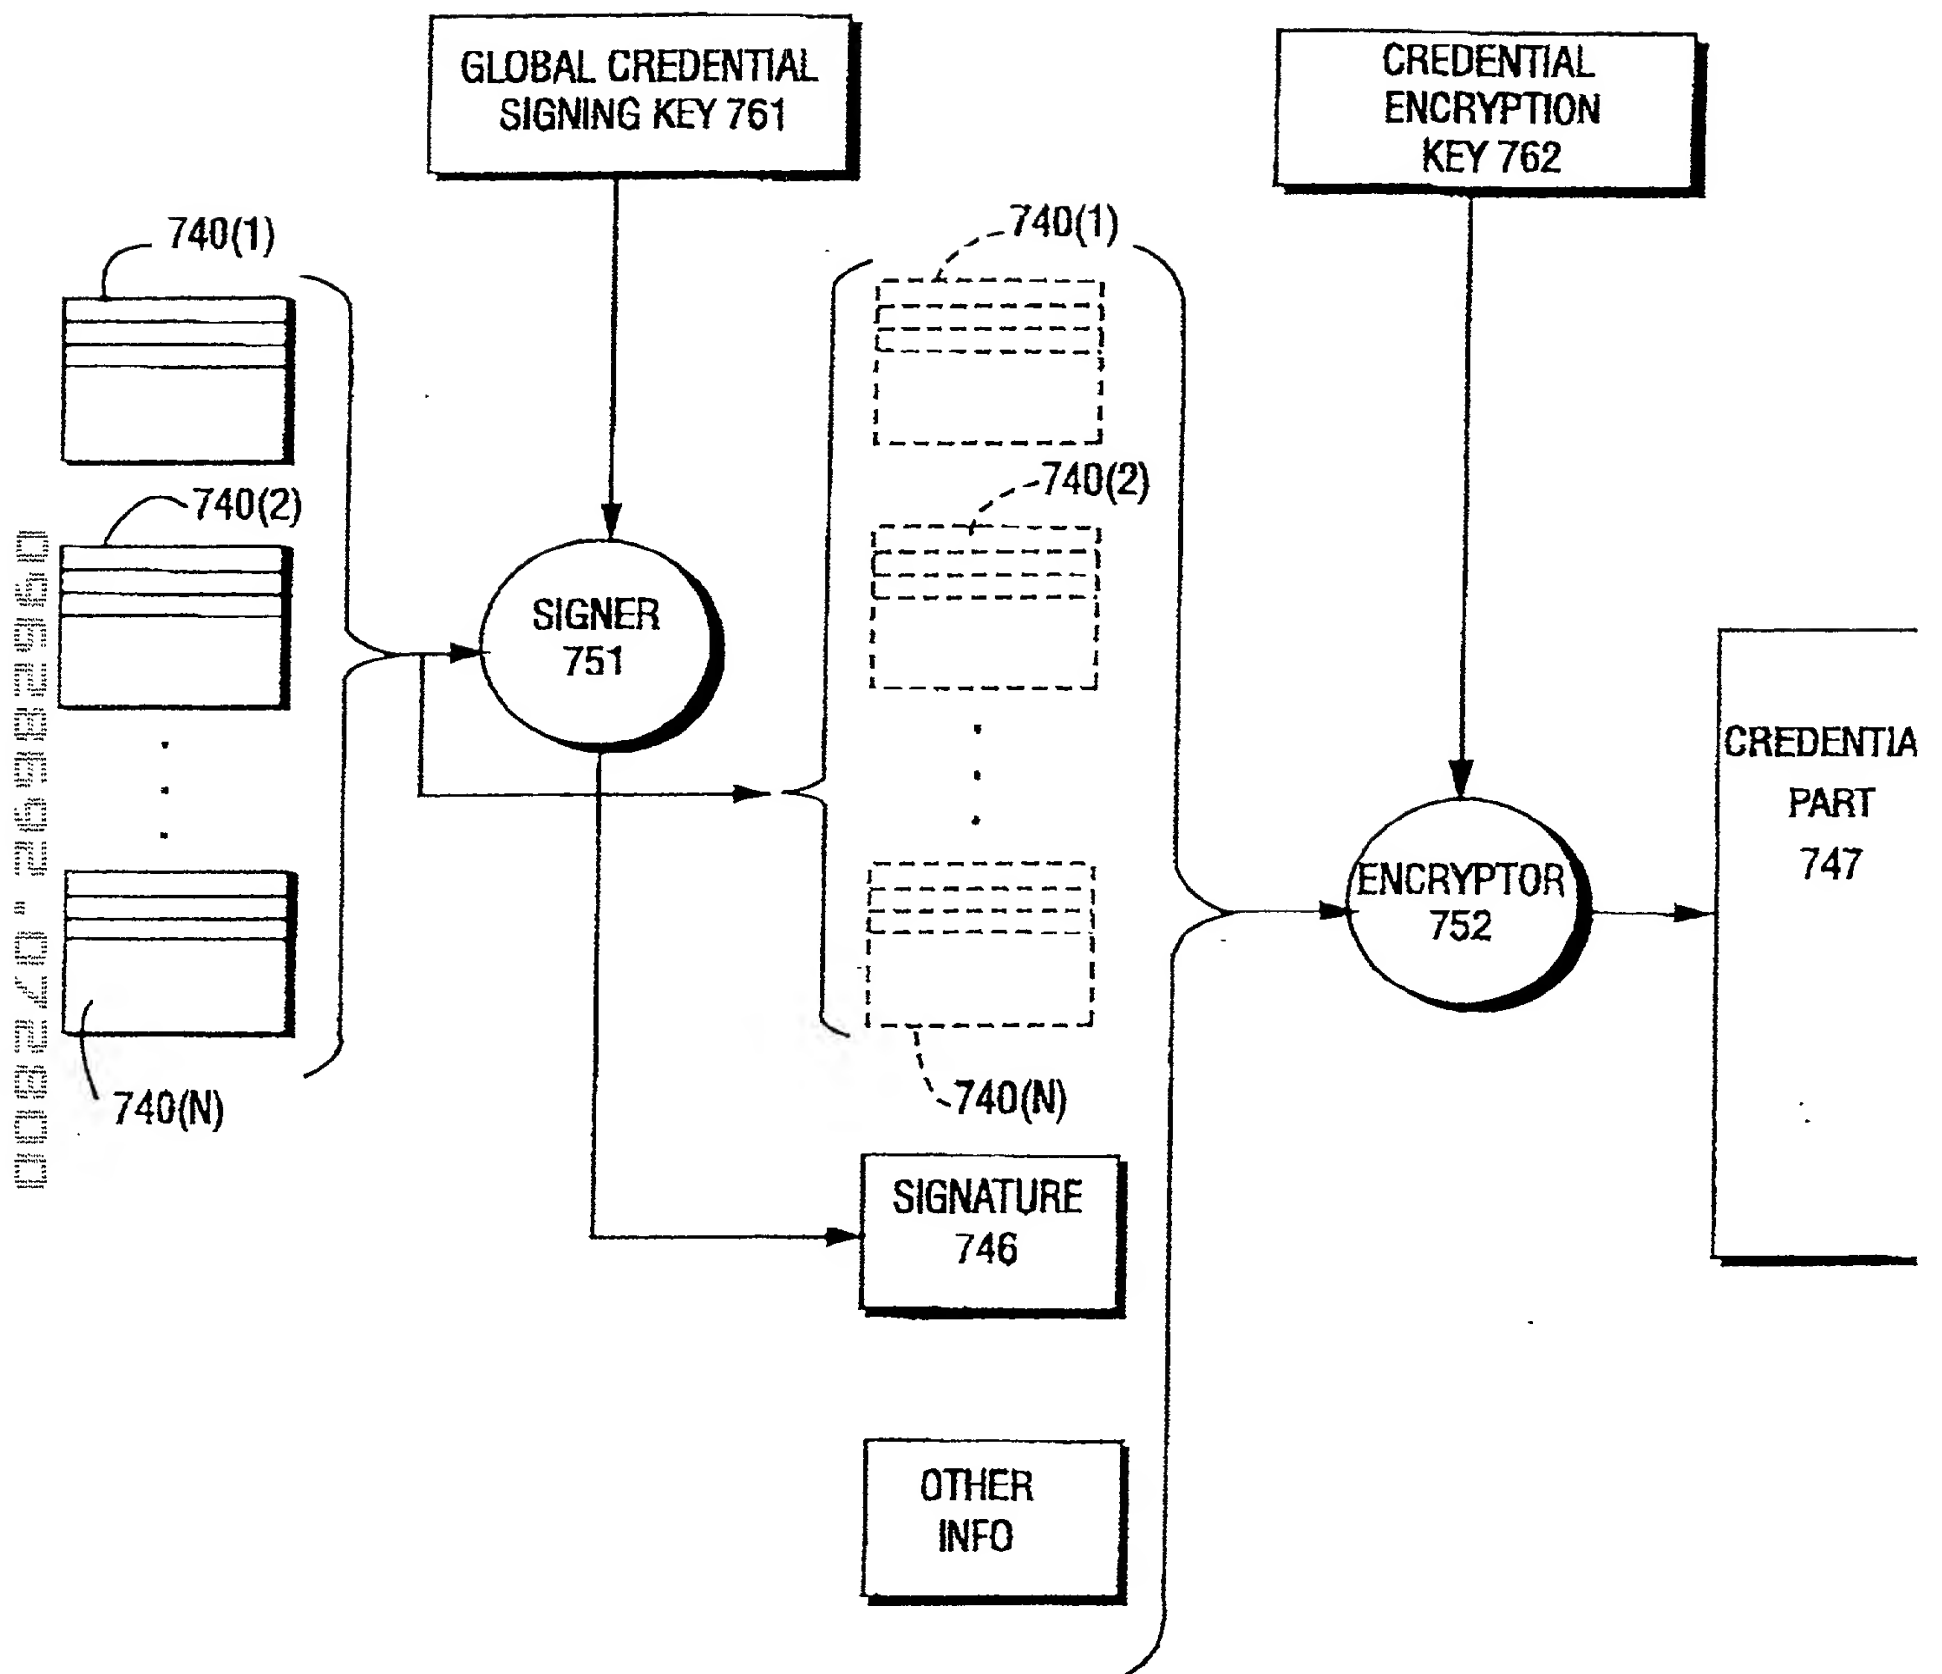 GLOBAL CREDENTIAL
SIGNING KEY 761
CREDENTIAL
ENCRYPTION
KEY 762
740(1)
740(1)
740(2)
740(2)
SIGNER
751
CREDENTIA
PART
747
ENCRYPTOR
752
740(N)
740(N)
SIGNATURE
746
OTHER
INFO